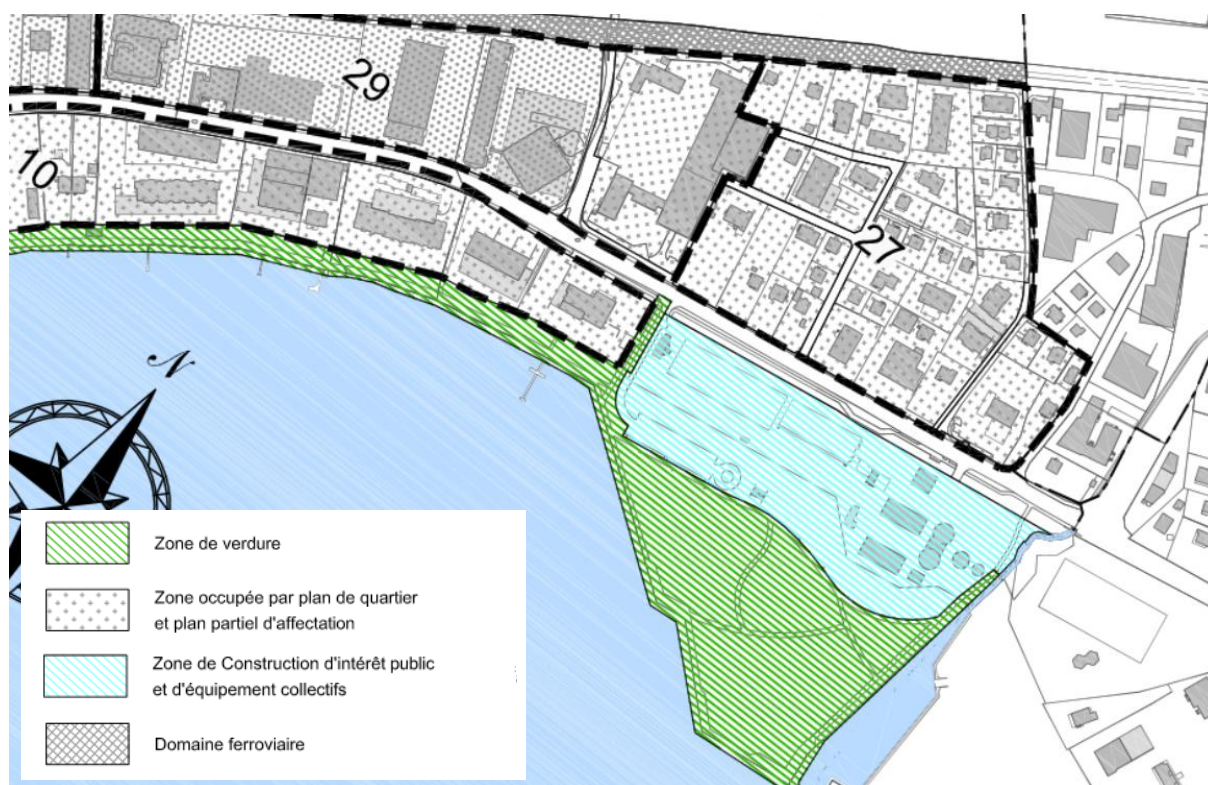 29
10
27
N
Zone de verdure
Zone occupée par plan de quartier
et plan partiel d'affectation
Zone de Construction d'intérêt public
et d'équipement collectifs
Domaine ferroviaire